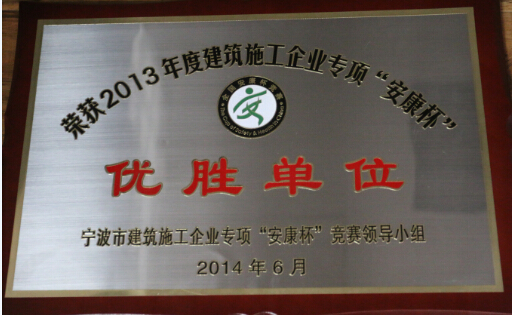 荣获2013年度建筑施工企业专项“安康杯”
优胜单位
宁波市建筑施工企业专项“安康杯”竞赛领导小组
2014年6月